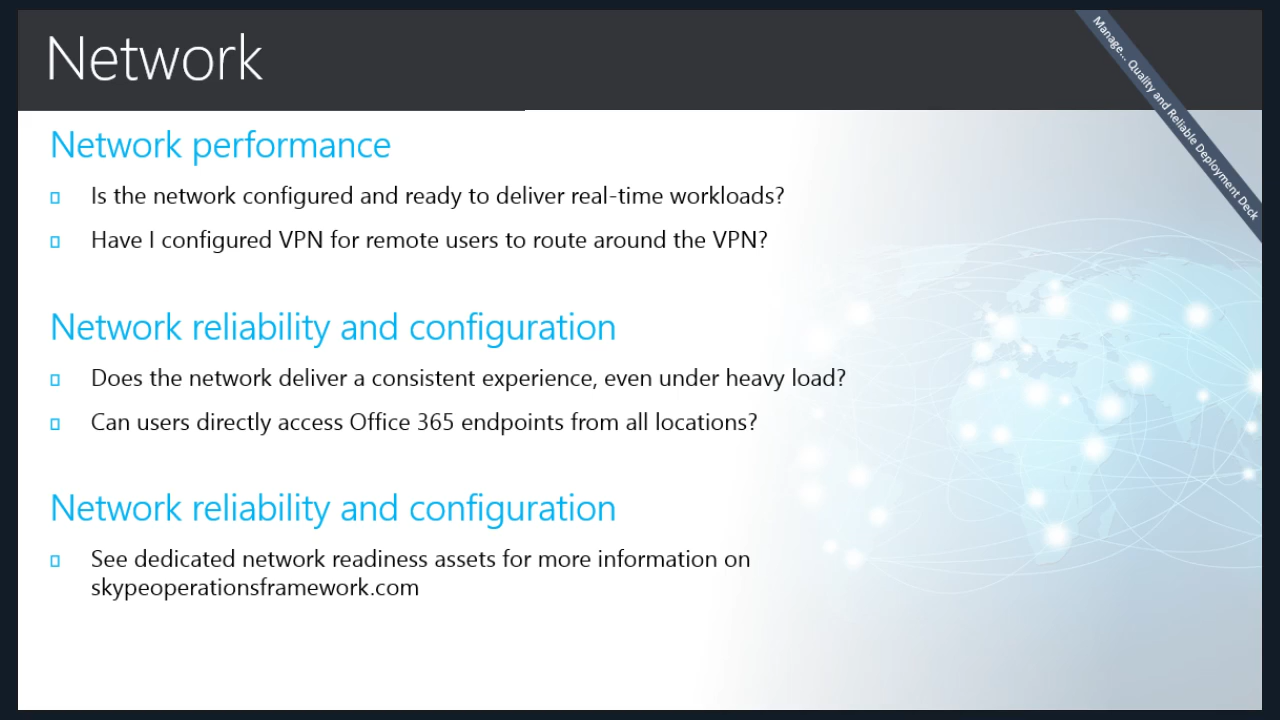 Network
Manage... Quality and Reliable Deployment Deck
Network performance
Is the network configured and ready to deliver real-time workloads?
Have I configured VPN for remote users to route around the VPN?
Network reliability and configuration
Does the network deliver a consistent experience, even under heavy load?
Can users directly access Office 365 endpoints from all locations?
Network reliability and configuration
See dedicated network readiness assets for more information on
skypeoperationsframework.com